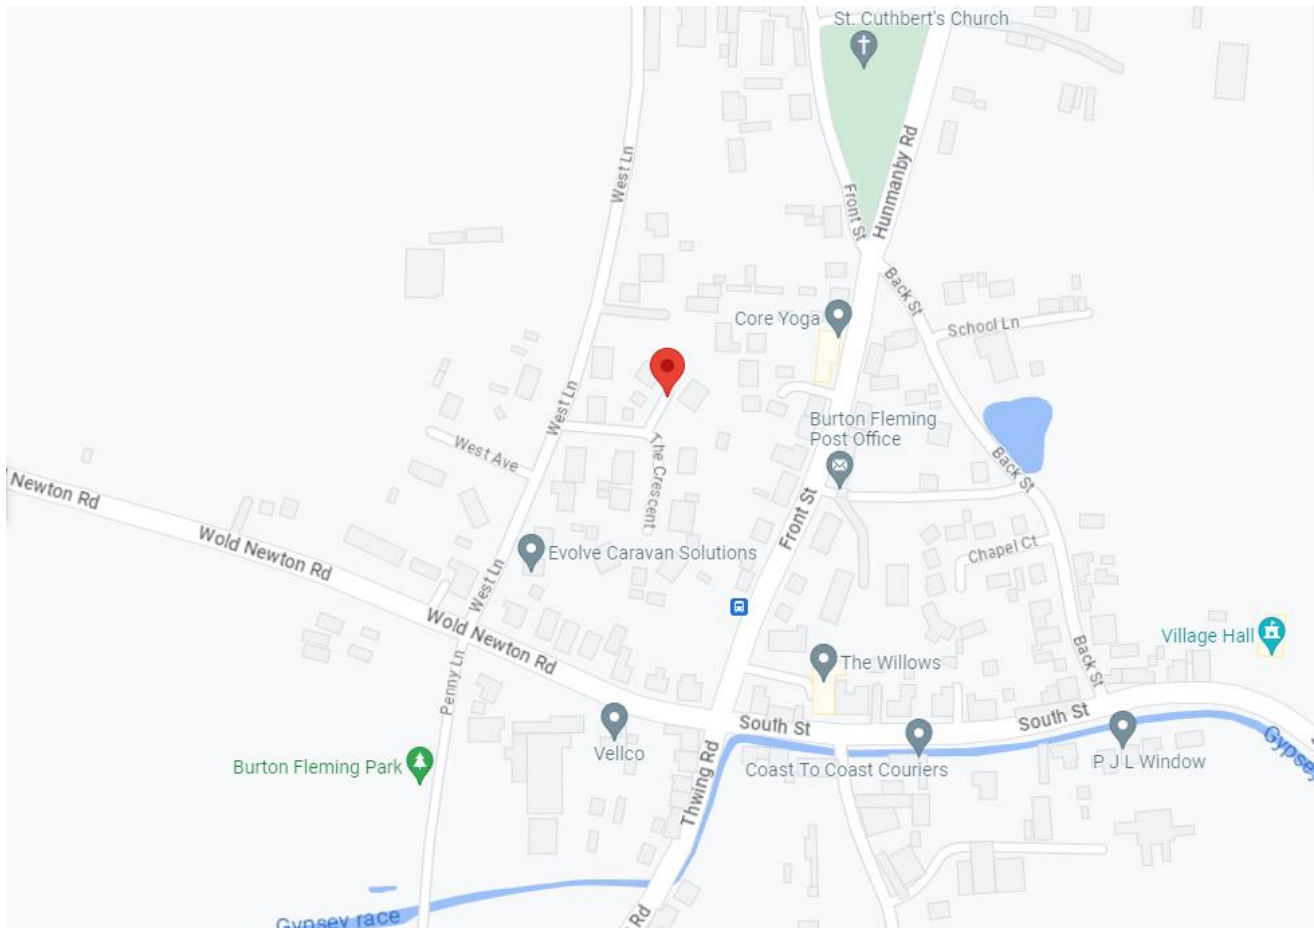 St. Cuthbert's Church
Hunmanby Rd
West Ln
Front St
Back St
Core Yoga
School Ln
West Ln
Burton Fleming
Post Office
West Ave
The Crescent
Back St
Newton Rd
Wold Newton Rd
Front St
Evolve Caravan Solutions
Chapel Ct
West Ln
Wold Newton Rd
Village Hall
The Willows
Back St
Penny Ln
South St
South St
Vellco
Gypsey
Burton Fleming Park
Thwing Rd
Coast To Coast Couriers
P J L Window
Gypsey race
Rd